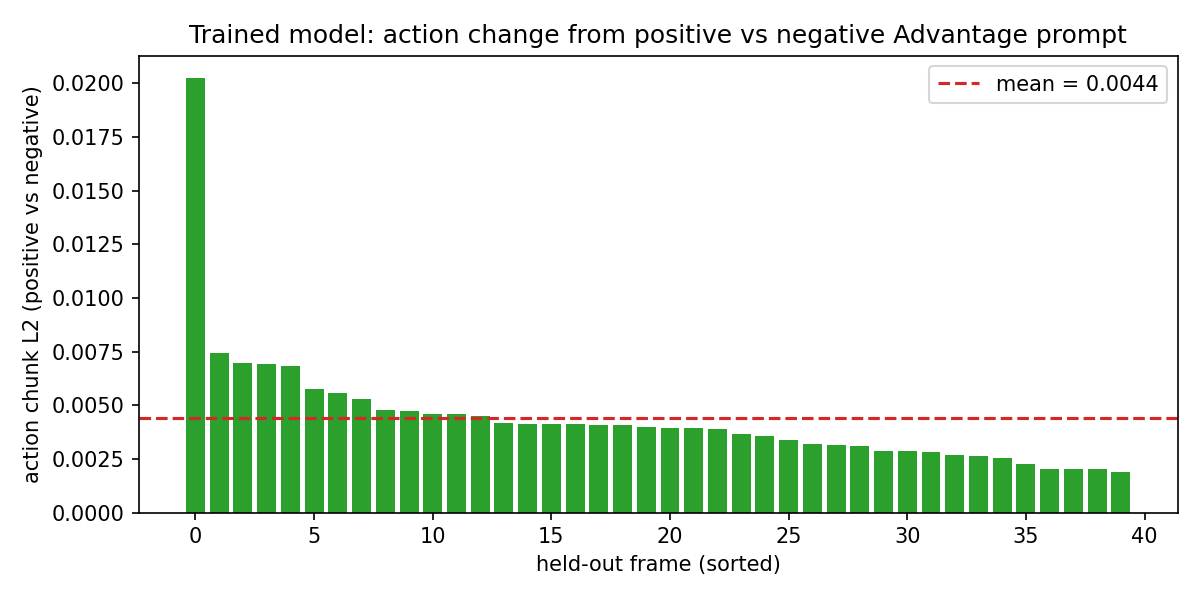 Trained model: action change from positive vs negative Advantage prompt
mean = 0.0044
action chunk L2 (positive vs negative)
0.0200
0.0175
0.0150
0.0125
0.0100
0.0075
0.0050
0.0025
0.0000
0 5 10 15 20 25 30 35 40
held-out frame (sorted)